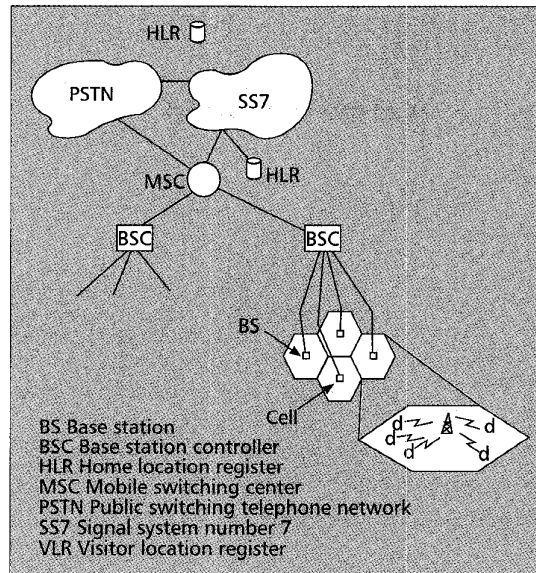 HLR
PSTN
SS7
MSC
HLR
BSC
BSC
BS
Cell
d
d
d
d
d
BS Base station
BSC Base station controller
HLR Home location register
MSC Mobile switching center
PSTN Public switching telephone network
SS7 Signal system number 7
VLR Visitor location register